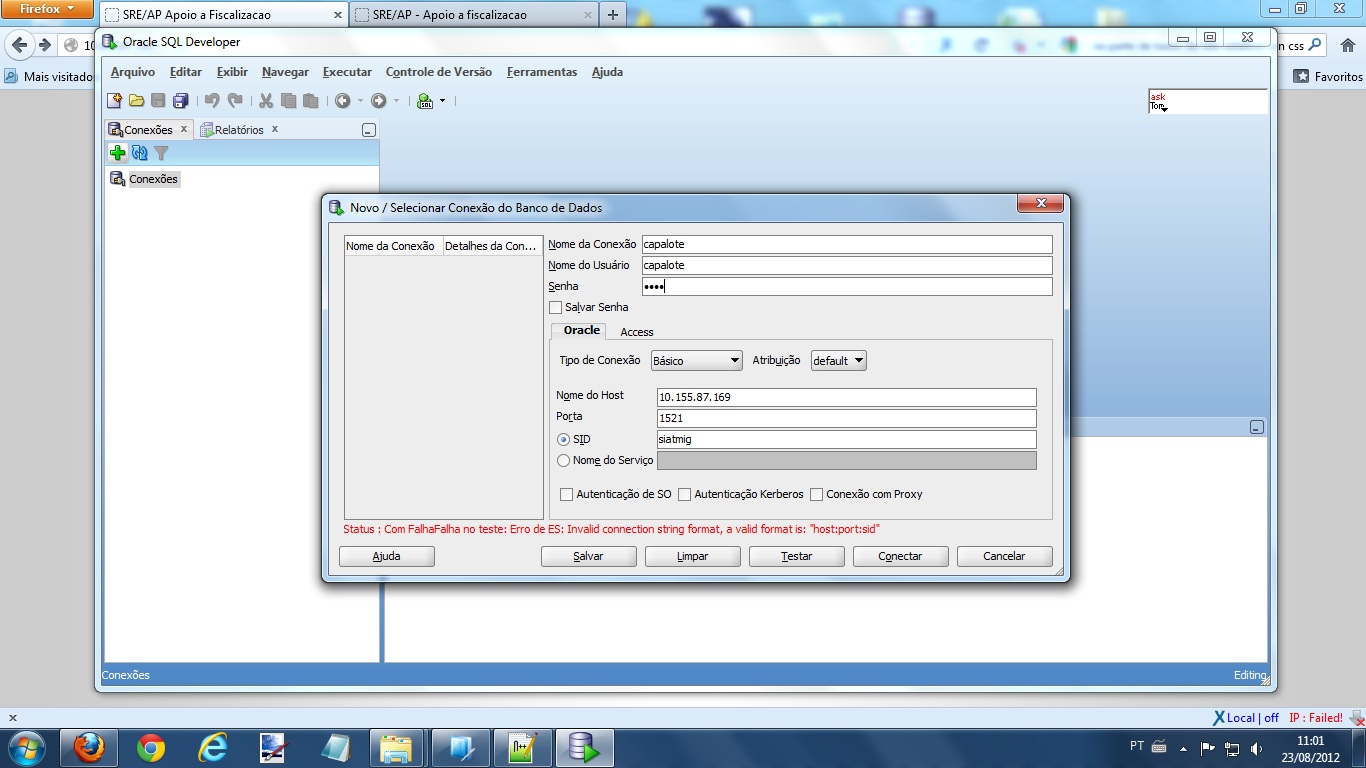 Firefox
SRE/AP Apoio a Fiscalizacao
SRE/AP - Apoio a fiscalizacao
10
Oracle SQL Developer
n css
Mais visitados
Favoritos
Arquivo Editar Exibir Navegar Executar Controle de Versão Ferramentas Ajuda
ask
Tom
Conexões x Relatórios x
Conexões
Novo / Selecionar Conexão do Banco de Dados
Nome da Conexão Detalhes da Con...
Nome da Conexão capalote
Nome do Usuário capalote
Senha ••••
Salvar Senha
Oracle Access
Tipo de Conexão Básico Atribuição default
Nome do Host 10.155.87.169
Porta 1521
SID siatmig
Nome do Serviço
Autenticação de SO Autenticação Kerberos Conexão com Proxy
Status : Com FalhaFalha no teste: Erro de ES: Invalid connection string format, a valid format is: "host:port:sid"
Ajuda Salvar Limpar Testar Conectar Cancelar
Conexões Editing
x X Local | off IP : Failed!
PT 11:01
23/08/2012